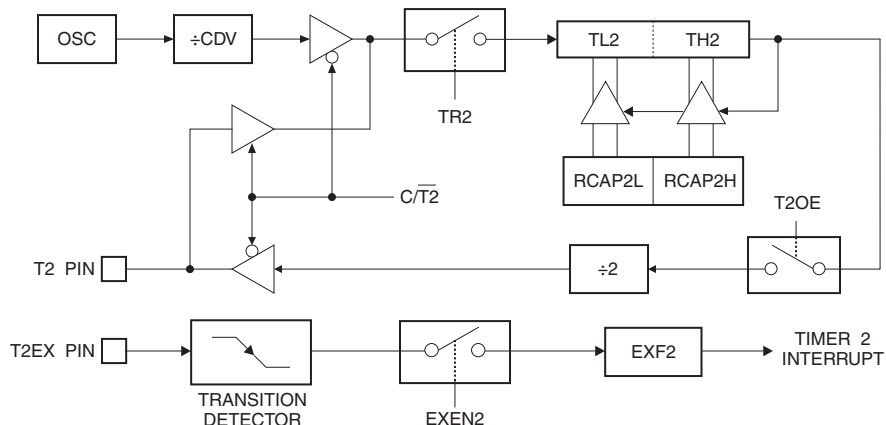 OSC
÷CDV
TL2
TH2
TR2
RCAP2L
RCAP2H
C/T̅2̅
T2OE
T2 PIN
÷2
T2EX PIN
EXF2
TIMER 2
INTERRUPT
TRANSITION
DETECTOR
EXEN2